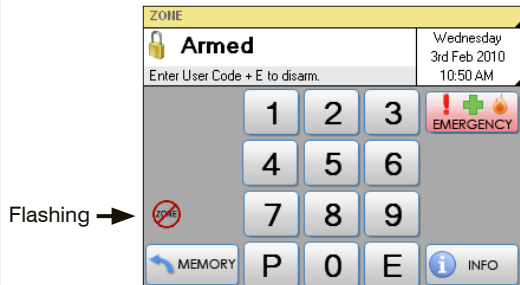 ZONE
Armed
Enter User Code + E to disarm.
Wednesday
3rd Feb 2010
10:50 AM
1 2 3
EMERGENCY
4 5 6
Flashing
ZONE
7 8 9
MEMORY
P 0 E
INFO